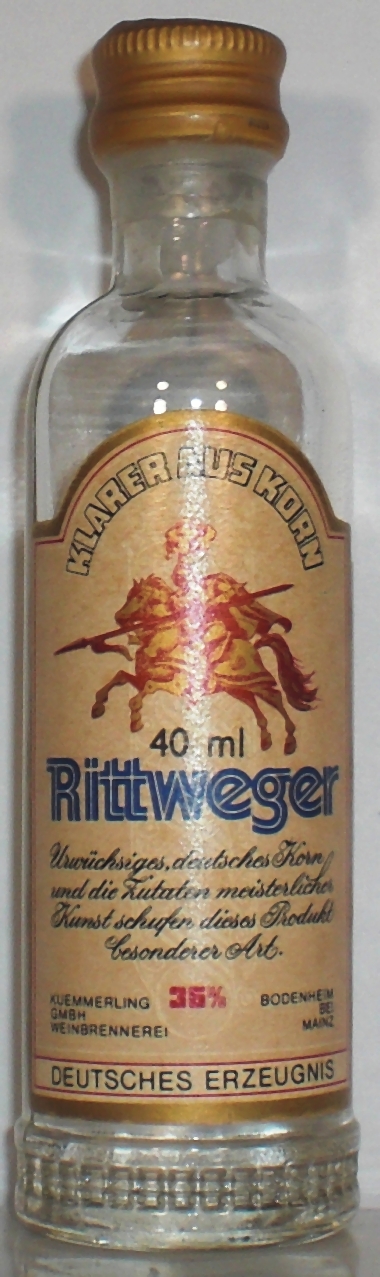 KLARER AUS KORN
40 ml
Rittweger
Urwüchsiges, deutsches Korn
und die Zutaten meisterlicher
Kunst schufen dieses Produkt
besonderer Art.
KUEMMERLING
GMBH
WEINBRENNEREI
36%
BODENHEIM
BEI
MAINZ
DEUTSCHES ERZEUGNIS